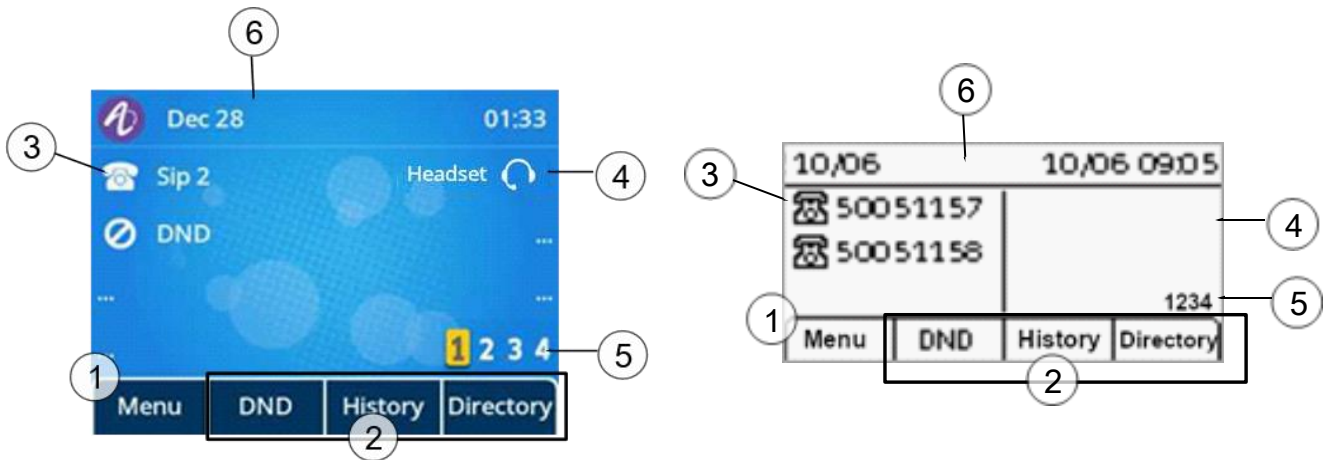 6
Dec 28 01:33
3
Sip 2
Headset
4
DND
...
...
...
1 2 3 4
5
...
1
Menu DND History Directory
2
6
10/06 10/06 09:05
3
50051157
4
50051158
1234
5
1
Menu DND History Directory
2